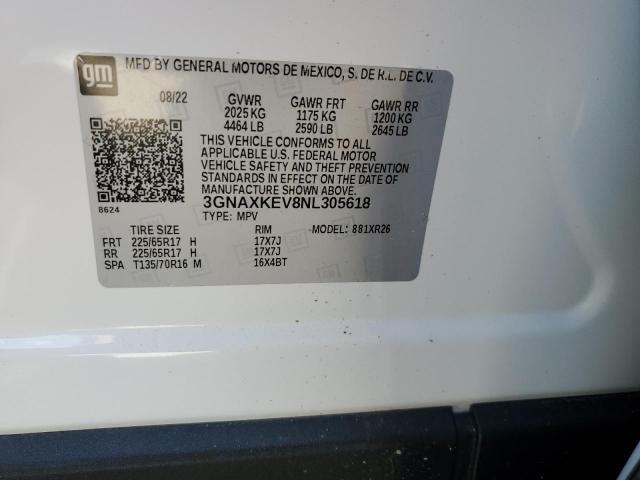 gm MFD BY GENERAL MOTORS DE MEXICO, S. DE R.L. DE C.V.
08/22 GVWR GAWR FRT GAWR RR
2025 KG 1175 KG 1200 KG
4464 LB 2590 LB 2645 LB
THIS VEHICLE CONFORMS TO ALL
APPLICABLE U.S. FEDERAL MOTOR
VEHICLE SAFETY AND THEFT PREVENTION
STANDARDS IN EFFECT ON THE DATE OF
MANUFACTURE SHOWN ABOVE.
8624 3GNAXKEV8NL305618
TYPE: MPV
TIRE SIZE RIM MODEL: 881XR26
FRT 225/65R17 H 17X7J
RR 225/65R17 H 17X7J
SPA T135/70R16 M 16X4BT